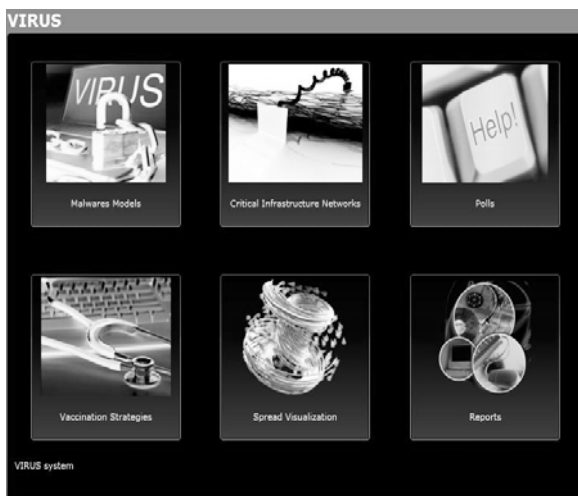 VIRUS
VIRUS
Help!
Malwares Models
Critical Infrastructure Networks
Polls
Vaccination Strategies
Spread Visualization
Reports
VIRUS system